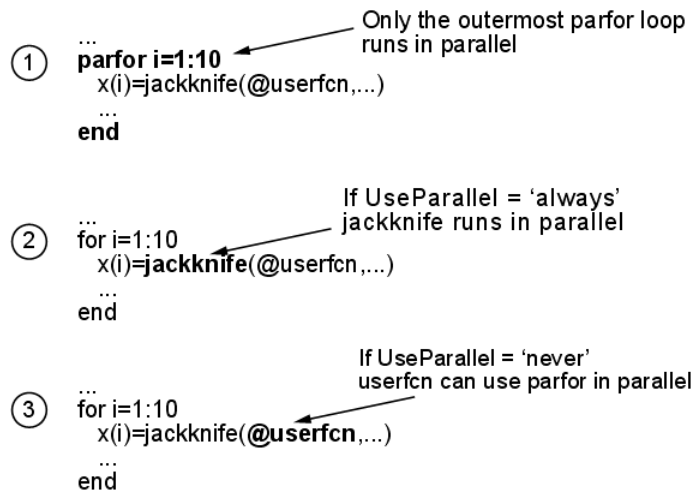 Only the outermost parfor loop
runs in parallel
...
1 parfor i=1:10
x(i)=jackknife(@userfcn,...)
...
end
If UseParallel = ‘always’
jackknife runs in parallel
...
2 for i=1:10
x(i)=jackknife(@userfcn,...)
...
end
If UseParallel = ‘never’
userfcn can use parfor in parallel
...
3 for i=1:10
x(i)=jackknife(@userfcn,...)
...
end